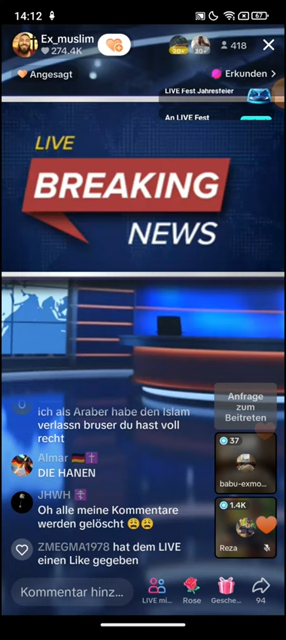 14:12
67
Ex_muslim
274.4K
20+
20+
418
Angesagt
Erkunden >
LIVE Fest Jahresfeier
An LIVE Fest
LIVE
BREAKING
NEWS
Anfrage
zum
Beitreten
ich als Araber habe den Islam
verlassn bruser du hast voll
recht
Almar
DIE HANEN
JHWH
Oh alle meine Kommentare
werden gelöscht 😩😩
ZMEGMA1978 hat dem LIVE
einen Like gegeben
37
babu-exmo...
1.4K
Reza
Kommentar hinz...
LIVE mi...
Rose
Gesche...
94